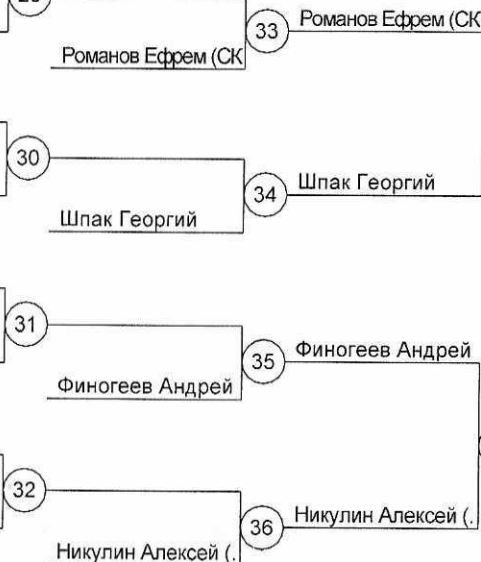 33
Романов Ефрем (СК
Романов Ефрем (СК
30
34
Шпак Георгий
Шпак Георгий
31
35
Финогеев Андрей
Финогеев Андрей
32
36
Никулин Алексей (.
Никулин Алексей (.